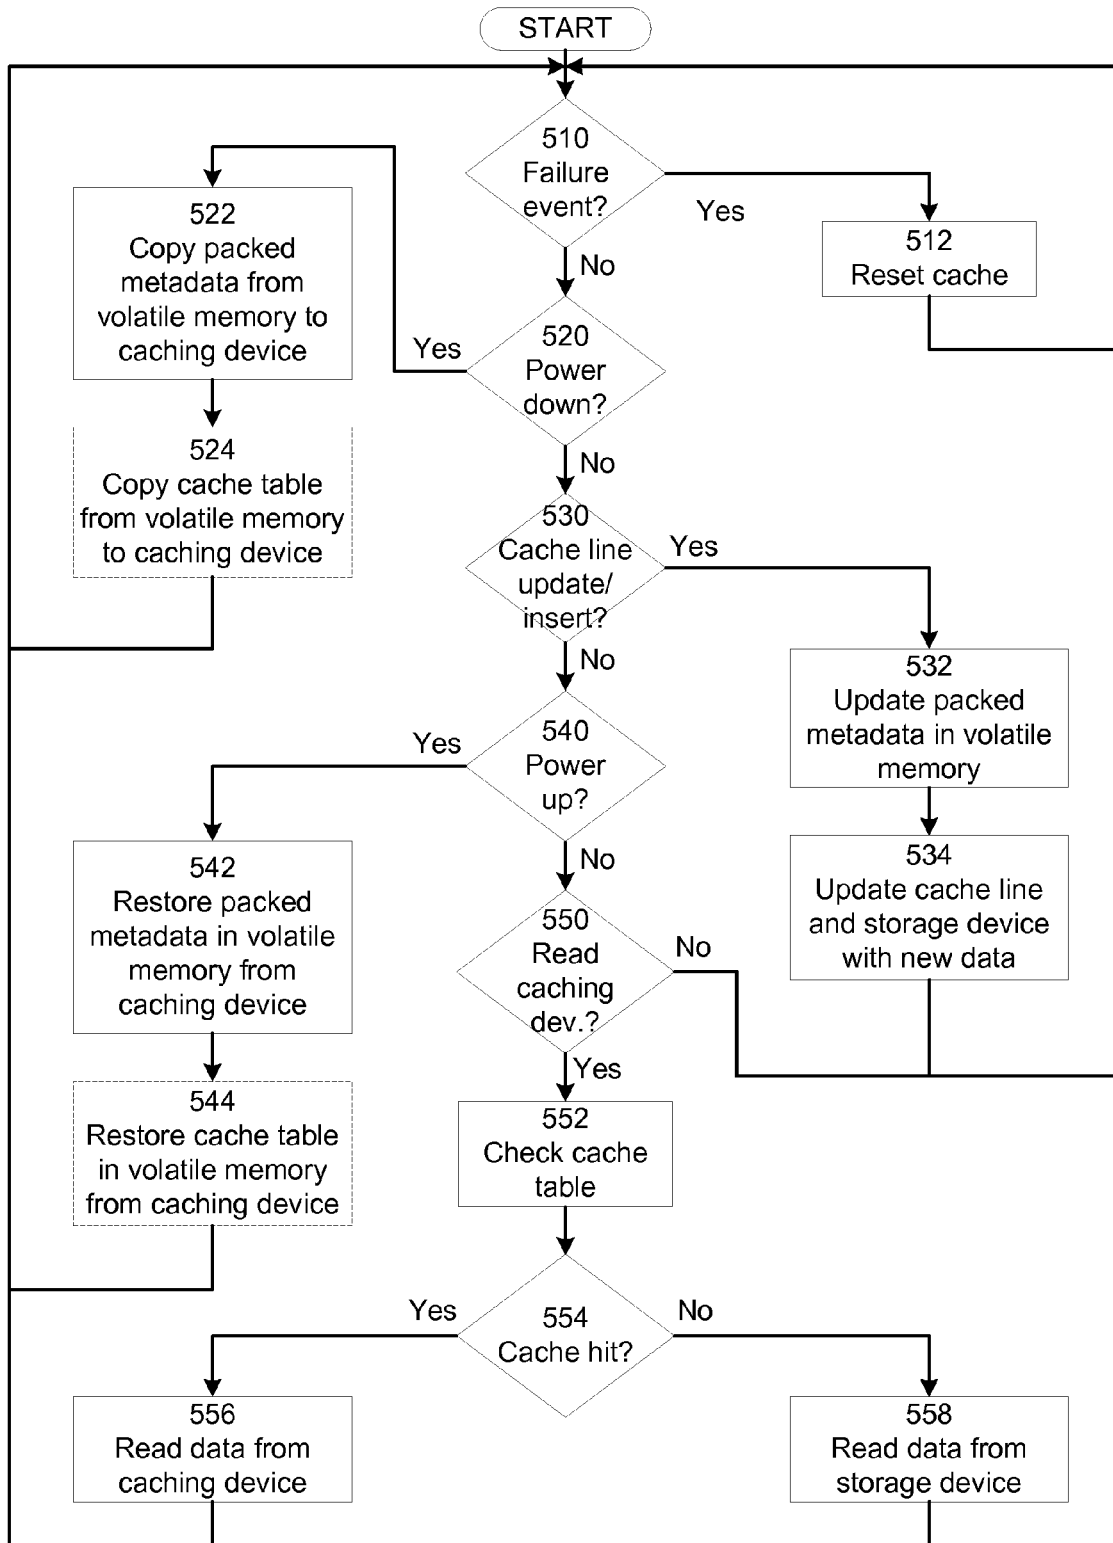 START
510
Failure
event?
Yes
No
512
Reset cache
522
Copy packed
metadata from
volatile memory to
caching device
520
Power
down?
Yes
No
524
Copy cache table
from volatile memory
to caching device
530
Cache line
update/
insert?
Yes
No
532
Update packed
metadata in volatile
memory
534
Update cache line
and storage device
with new data
540
Power
up?
Yes
No
542
Restore packed
metadata in volatile
memory from
caching device
544
Restore cache table
in volatile memory
from caching device
550
Read
caching
dev.?
No
Yes
552
Check cache
table
554
Cache hit?
Yes
No
556
Read data from
caching device
558
Read data from
storage device